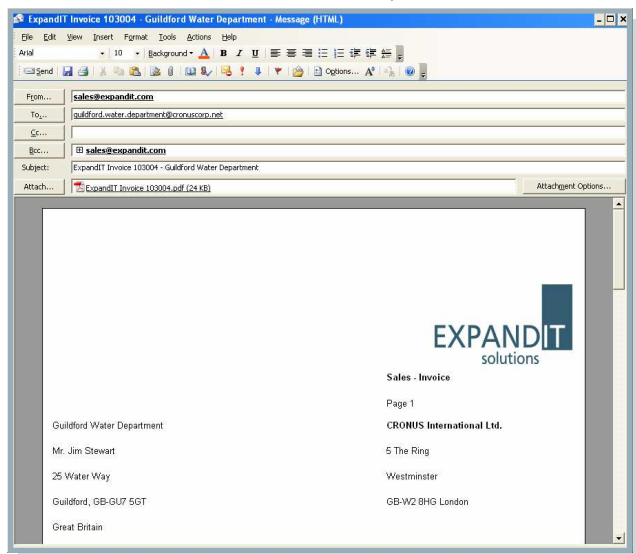 ExpandIT Invoice 103004 - Guildford Water Department - Message (HTML)
File Edit View Insert Format Tools Actions Help
Arial 10 Background A B I U
Send Options...
From... sales@expandit.com
To... guildford.water.department@cronuscorp.net
Cc...
Bcc... sales@expandit.com
Subject: ExpandIT Invoice 103004 - Guildford Water Department
Attach... ExpandIT Invoice 103004.pdf (24 KB) Attachment Options...
EXPANDIT
solutions
Sales - Invoice
Page 1
Guildford Water Department CRONUS International Ltd.
Mr. Jim Stewart 5 The Ring
25 Water Way Westminster
Guildford, GB-GU7 5GT GB-W2 8HG London
Great Britain